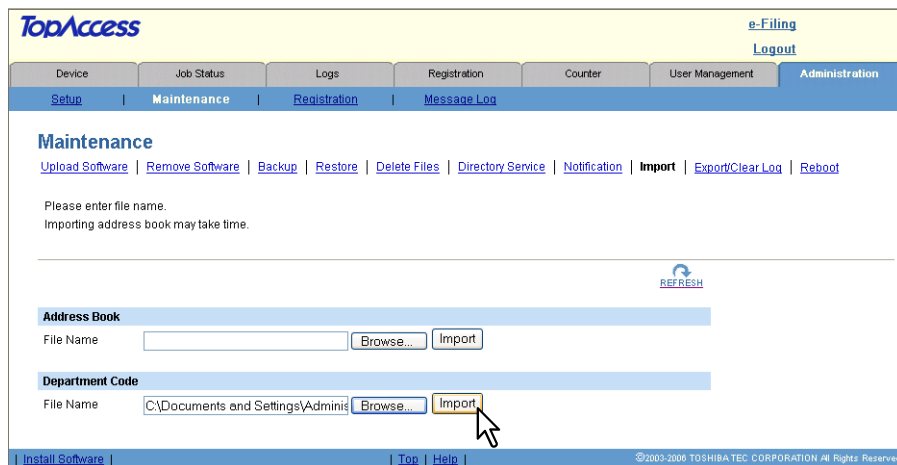 TopAccess
e-Filing
Logout
Device Job Status Logs Registration Counter User Management Administration
Setup | Maintenance | Registration | Message Log
Maintenance
Upload Software | Remove Software | Backup | Restore | Delete Files | Directory Service | Notification | Import | Export/Clear Log | Reboot
Please enter file name.
Importing address book may take time.
REFRESH
Address Book
File Name Browse... Import
Department Code
File Name C:\Documents and Settings\Adminis Browse... Import
| Install Software | | Top | Help | ©2003-2006 TOSHIBA TEC CORPORATION All Rights Reserve